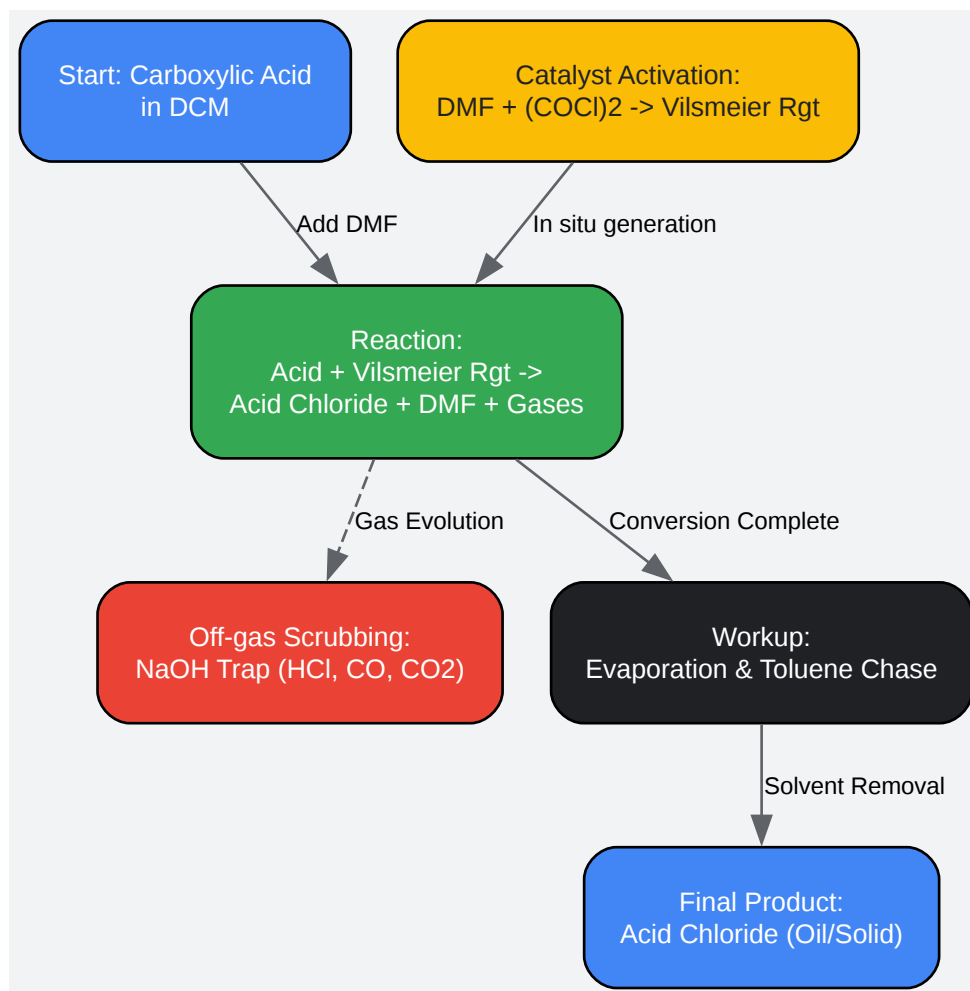 Start: Carboxylic Acid
in DCM
Catalyst Activation:
DMF + (COCl)2 -> Vilsmeier Rgt
Add DMF
In situ generation
Reaction:
Acid + Vilsmeier Rgt ->
Acid Chloride + DMF + Gases
Gas Evolution
Conversion Complete
Off-gas Scrubbing:
NaOH Trap (HCl, CO, CO2)
Workup:
Evaporation & Toluene Chase
Solvent Removal
Final Product:
Acid Chloride (Oil/Solid)